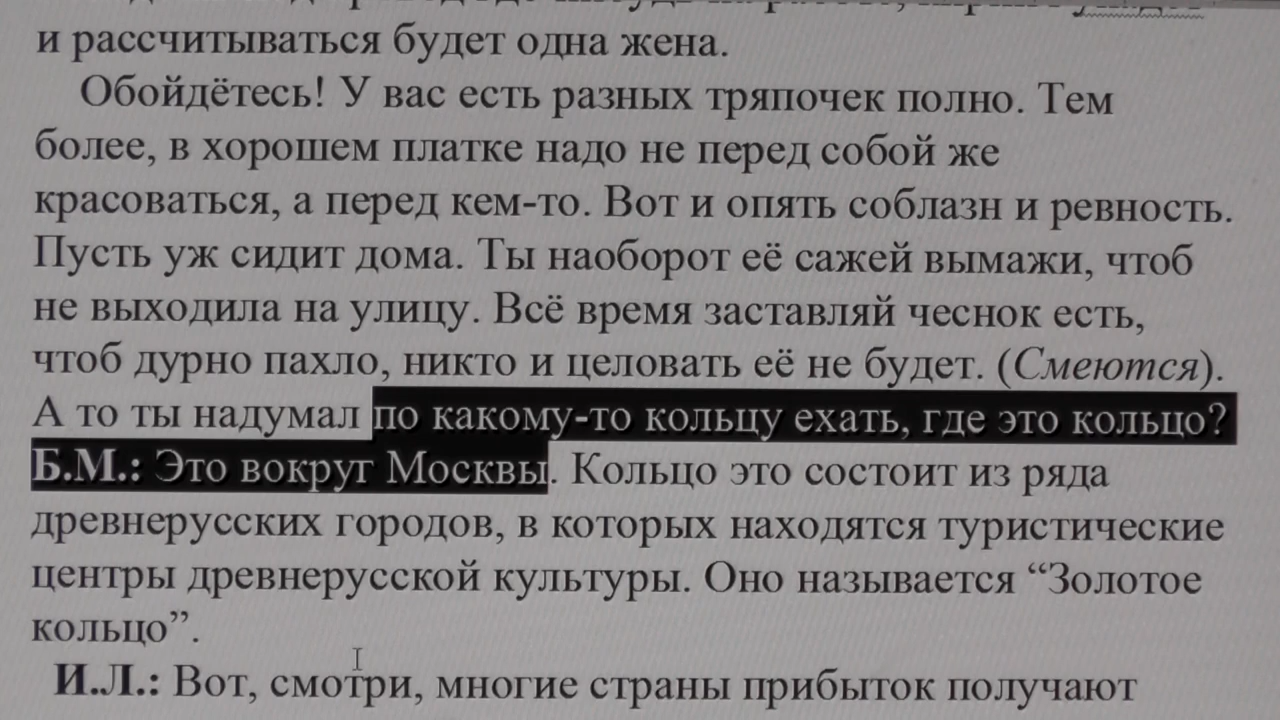 и рассчитываться будет одна жена.
Обойдётесь! У вас есть разных тряпочек полно. Тем
более, в хорошем платке надо не перед собой же
красоваться, а перед кем-то. Вот и опять соблазн и ревность.
Пусть уж сидит дома. Ты наоборот её сажей вымажи, чтоб
не выходила на улицу. Всё время заставляй чеснок есть,
чтоб дурно пахло, никто и целовать её не будет. (Смеются).
А то ты надумал по какому-то кольцу ехать, где это кольцо?
Б.М.: Это вокруг Москвы. Кольцо это состоит из ряда
древнерусских городов, в которых находятся туристические
центры древнерусской культуры. Оно называется “Золотое
кольцо”.
И.Л.: Вот, смотри, многие страны прибыток получают